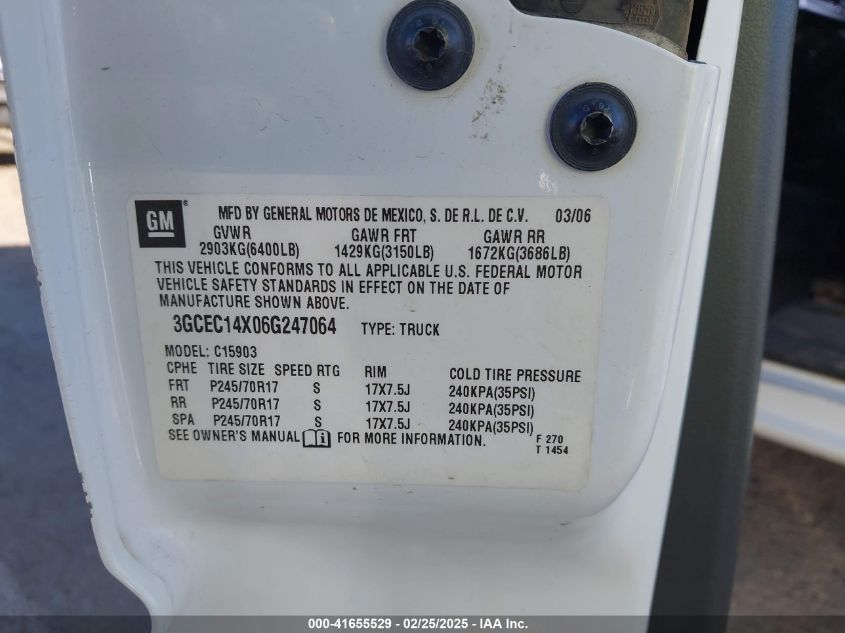 GM
MFD BY GENERAL MOTORS DE MEXICO, S. DE R.L. DE C.V. 03/06
GVWR GAWR FRT GAWR RR
2903KG(6400LB) 1429KG(3150LB) 1672KG(3686LB)
THIS VEHICLE CONFORMS TO ALL APPLICABLE U.S. FEDERAL MOTOR
VEHICLE SAFETY STANDARDS IN EFFECT ON THE DATE OF
MANUFACTURE SHOWN ABOVE.
3GCEC14X06G247064 TYPE: TRUCK
MODEL: C15903
CPHE TIRE SIZE SPEED RTG RIM COLD TIRE PRESSURE
FRT P245/70R17 S 17X7.5J 240KPA(35PSI)
RR P245/70R17 S 17X7.5J 240KPA(35PSI)
SPA P245/70R17 S 17X7.5J 240KPA(35PSI)
SEE OWNER'S MANUAL FOR MORE INFORMATION.
F 270
T 1454
000-41655529 - 02/25/2025 - IAA Inc.